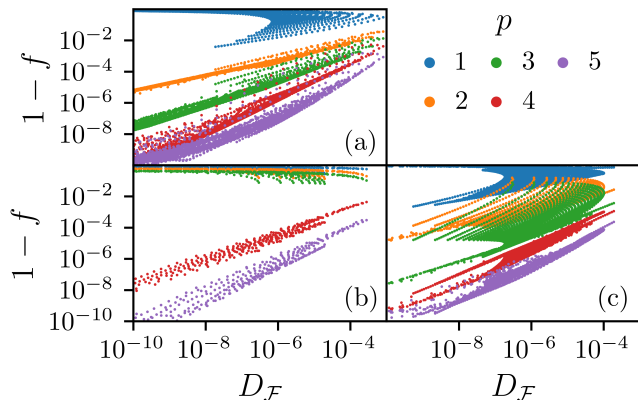 p
1 3 5
2 4
1 − f
10⁻²
10⁻⁴
10⁻⁶
10⁻⁸
(a)
1 − f
10⁻²
10⁻⁴
10⁻⁶
10⁻⁸
10⁻¹⁰
(b) (c)
10⁻¹⁰ 10⁻⁸ 10⁻⁶ 10⁻⁴ 10⁻⁸ 10⁻⁶ 10⁻⁴
D_ℱ D_ℱ